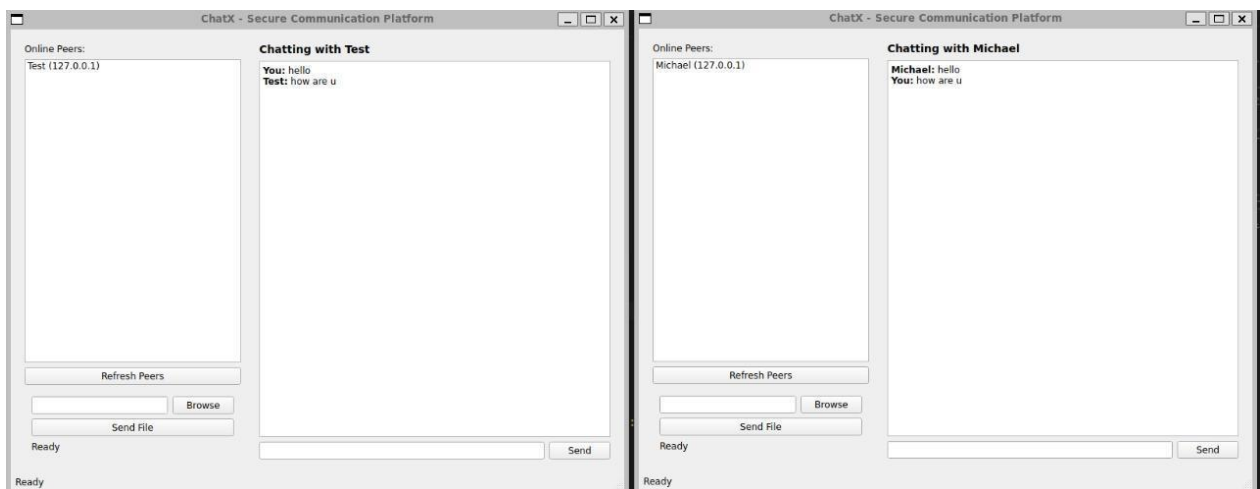 ChatX - Secure Communication Platform
Online Peers:
Test (127.0.0.1)
Refresh Peers
Browse
Send File
Ready
Chatting with Test
You: hello
Test: how are u
Send
Ready
ChatX - Secure Communication Platform
Online Peers:
Michael (127.0.0.1)
Refresh Peers
Browse
Send File
Ready
Chatting with Michael
Michael: hello
You: how are u
Send
Ready